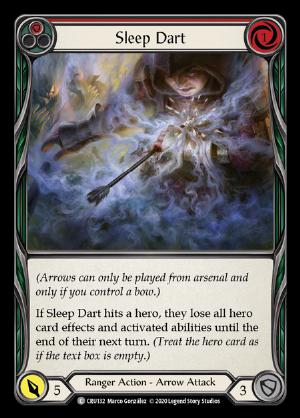 Sleep Dart
1
1
(Arrows can only be played from arsenal and
only if you control a bow.)
If Sleep Dart hits a hero, they lose all hero
card effects and activated abilities until the
end of their next turn. (Treat the hero card as
if the text box is empty.)
5
Ranger Action - Arrow Attack
3
C CRU132 Marco González © 2020 Legend Story Studios